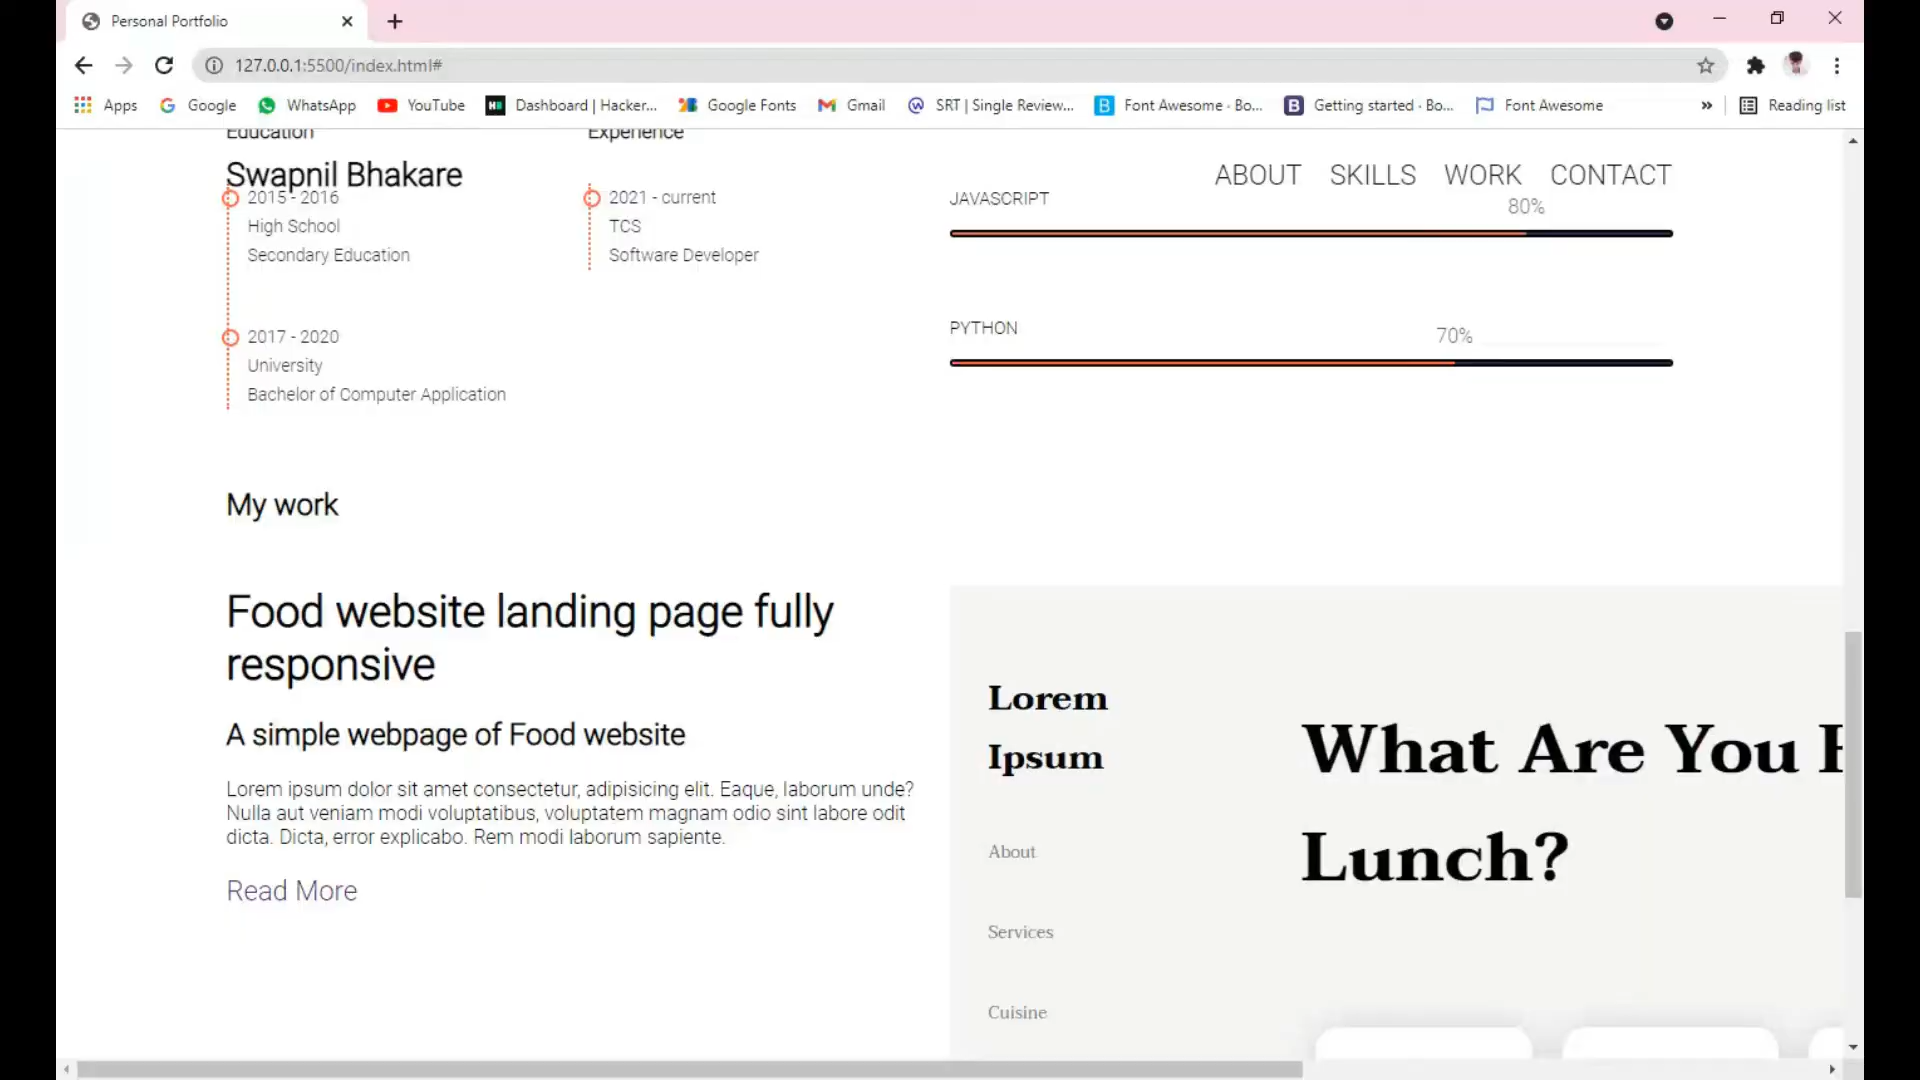 Personal Portfolio
127.0.0.1:5500/index.html#
Apps
Google
WhatsApp
YouTube
Dashboard | Hacker...
Google Fonts
Gmail
SRT | Single Review...
Font Awesome · Bo...
Getting started · Bo...
Font Awesome
»
Reading list
Education
Experience
Swapnil Bhakare
ABOUT SKILLS WORK CONTACT
2015 - 2016
High School
Secondary Education
2017 - 2020
University
Bachelor of Computer Application
2021 - current
TCS
Software Developer
JAVASCRIPT
80%
PYTHON
70%
My work
Food website landing page fully
responsive
A simple webpage of Food website
Lorem ipsum dolor sit amet consectetur, adipisicing elit. Eaque, laborum unde?
Nulla aut veniam modi voluptatibus, voluptatem magnam odio sint labore odit
dicta. Dicta, error explicabo. Rem modi laborum sapiente.
Read More
Lorem
Ipsum
About
Services
Cuisine
What Are You
Lunch?